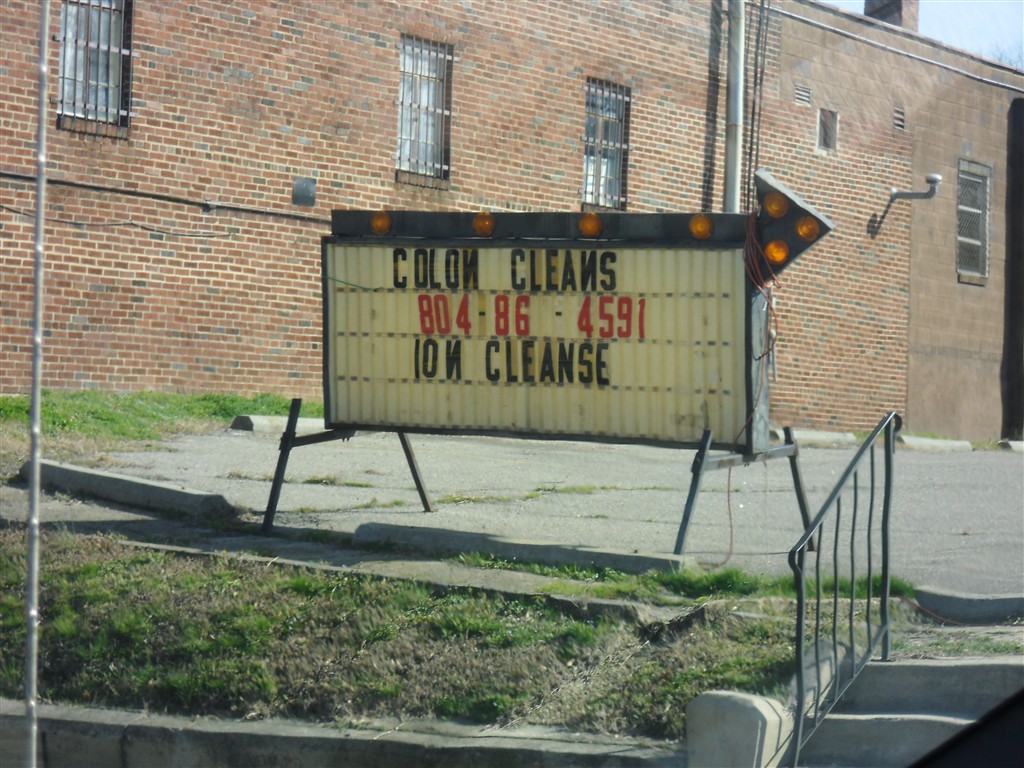 COLON CLEANS
804-86 - 4591
ION CLEANSE